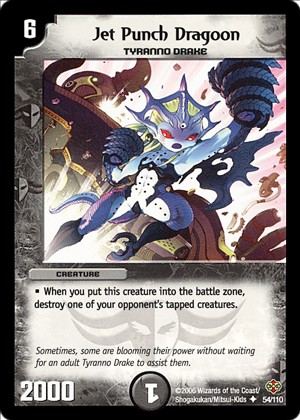 6
Jet Punch Dragoon
TYRANNO DRAKE
CREATURE
▪ When you put this creature into the battle zone,
destroy one of your opponent's tapped creatures.
Sometimes, some are blooming their power without waiting
for an adult Tyranno Drake to assist them.
2000
1
©2006 Wizards of the Coast/
Shogakukan/Mitsui-Kids ✦ 54/110